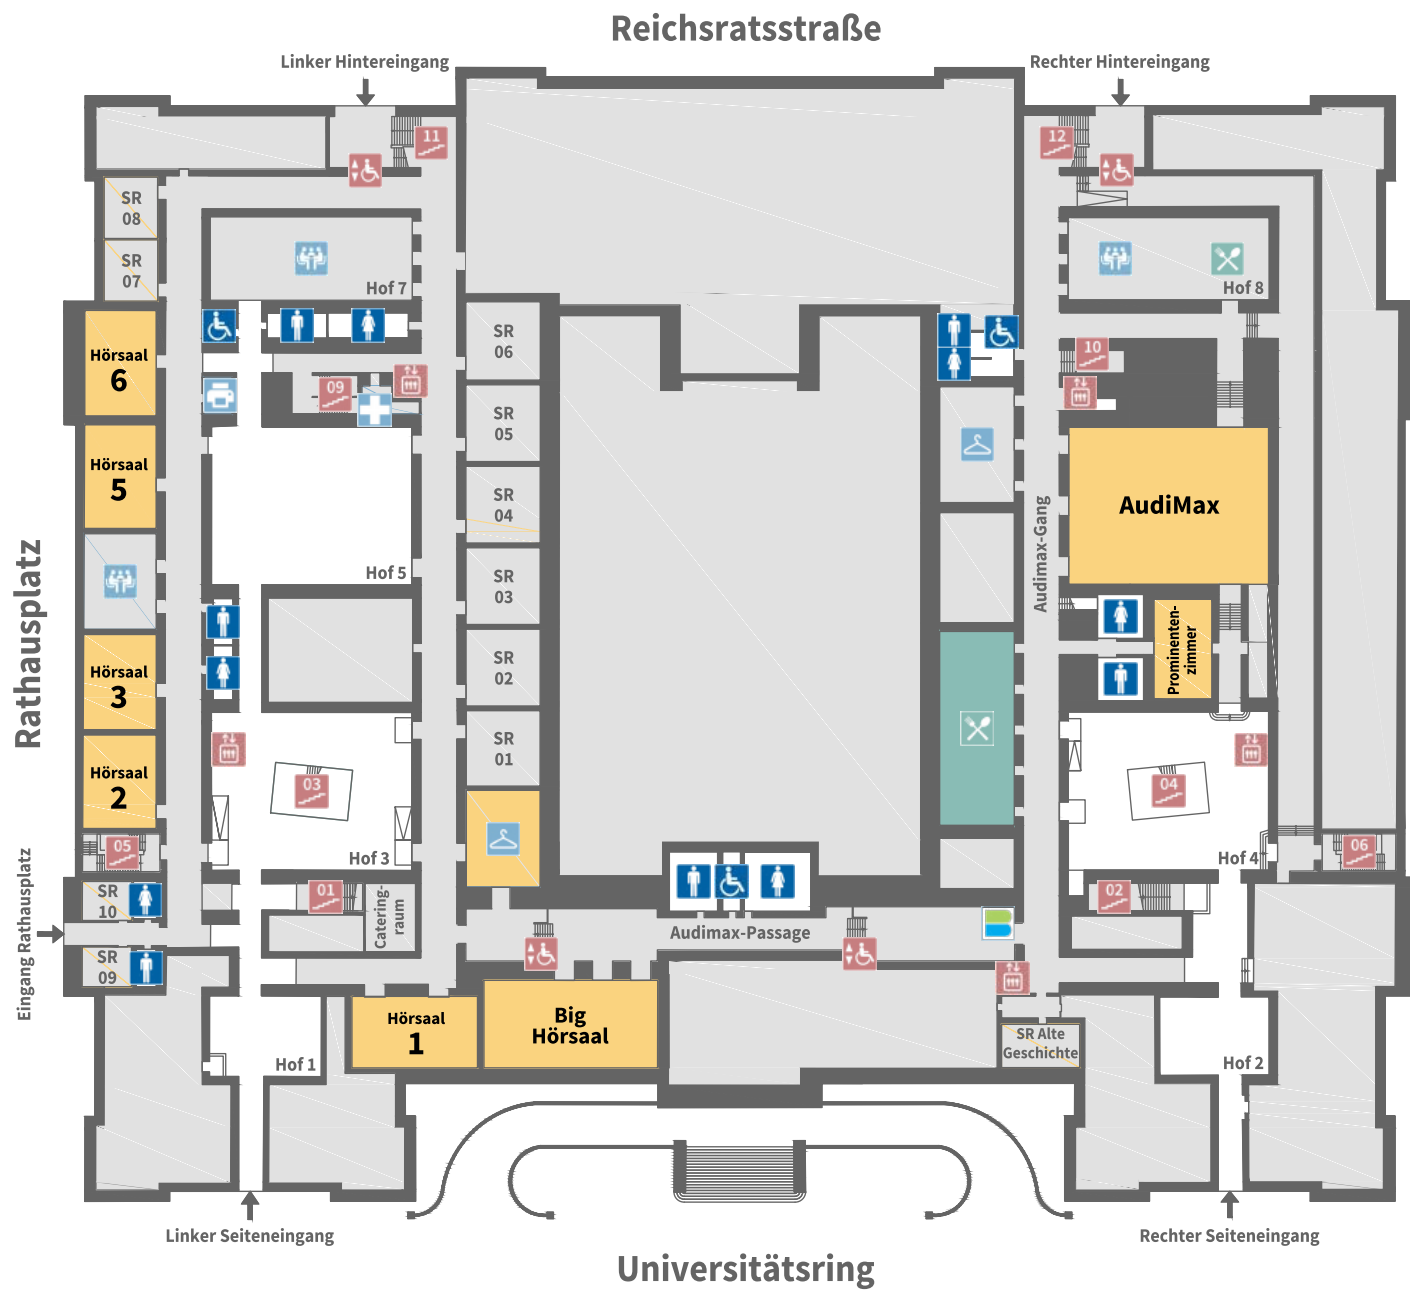 Reichsratsstraße
Linker Hintereingang
Rechter Hintereingang
11
12
SR
08
SR
07
Hof 7
Hof 8
Hörsaal
6
SR
06
10
09
Hörsaal
5
SR
05
AudiMax
SR
04
Audimax-Gang
Hof 5
SR
03
Rathausplatz
Hörsaal
3
SR
02
Prominenten-
zimmer
SR
01
Hörsaal
2
03
04
05
Hof 3
Hof 4
06
Eingang Rathausplatz
SR
10
01
Catering-
raum
02
Audimax-Passage
SR
09
Hörsaal
1
Big
Hörsaal
SR Alte
Geschichte
Hof 1
Hof 2
Linker Seiteneingang
Rechter Seiteneingang
Universitätsring